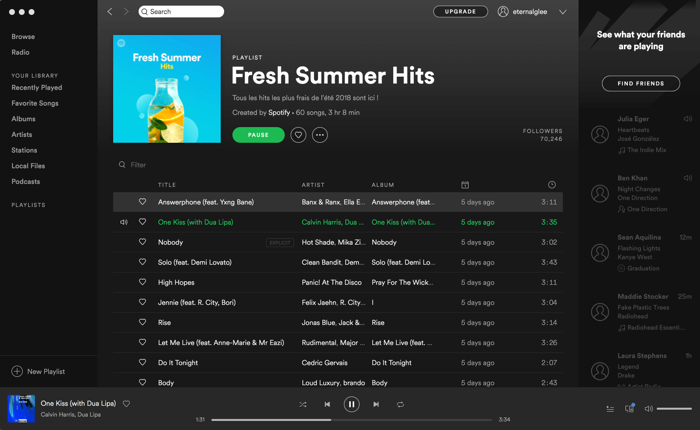 Search
UPGRADE
eternalglee
Browse
Radio
YOUR LIBRARY
Recently Played
Favorite Songs
Albums
Artists
Stations
Local Files
Podcasts
PLAYLISTS
New Playlist
Fresh Summer
Hits
PLAYLIST
Fresh Summer Hits
Tous les hits les plus frais de l'été 2018 sont ici !
Created by Spotify • 60 songs, 3 hr 8 min
PAUSE
FOLLOWERS
70,246
Filter
TITLE ARTIST ALBUM
Answerphone (feat. Yxng Bane) Banx & Ranx, Ella E... Answerphone (feat... 5 days ago 3:11
One Kiss (with Dua Lipa) Calvin Harris, Dua ... One Kiss (with Dua... 5 days ago 3:35
Nobody EXPLICIT Hot Shade, Mika Zi... Nobody 5 days ago 3:02
Solo (feat. Demi Lovato) Clean Bandit, Dem... Solo (feat. Demi Lo... 5 days ago 3:43
High Hopes Panic! At The Disco Pray For The Wick... 5 days ago 3:11
Jennie (feat. R. City, Bori) Felix Jaehn, R. City... I 5 days ago 3:04
Rise Jonas Blue, Jack &... Rise 5 days ago 3:14
Let Me Live (feat. Anne-Marie & Mr Eazi) Rudimental, Major ... Let Me Live (feat. ... 5 days ago 3:26
Do It Tonight Cedric Gervais Do It Tonight 5 days ago 2:07
Body Loud Luxury, brando Body 5 days ago 2:43
See what your friends
are playing
FIND FRIENDS
Julia Eger
Heartbeats
José González
The Indie Mix
Ben Khan
Night Changes
One Direction
One Direction
Sean Aquilina 12m
Flashing Lights
Kanye West
Graduation
Maddie Stocker 25m
Fake Plastic Trees
Radiohead
Radiohead Essenti...
Laura Stephens 1h
Legend
Drake
One Kiss (with Dua Lipa)
Calvin Harris, Dua Lipa
1:31
3:34